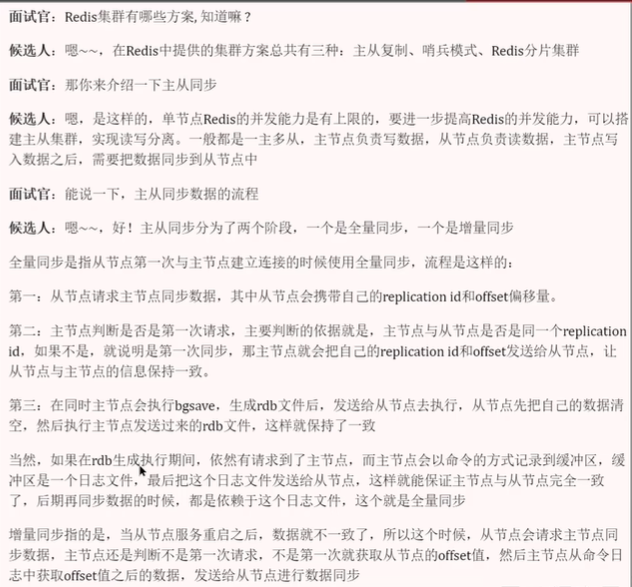 面试官：Redis集群有哪些方案, 知道嘛？
候选人：嗯~~，在Redis中提供的集群方案总共有三种：主从复制、哨兵模式、Redis分片集群
面试官：那你来介绍一下主从同步
候选人：嗯，是这样的，单节点Redis的并发能力是有上限的，要进一步提高Redis的并发能力，可以搭
建主从集群，实现读写分离。一般都是一主多从，主节点负责写数据，从节点负责读数据，主节点写
入数据之后，需要把数据同步到从节点中
面试官：能说一下，主从同步数据的流程
候选人：嗯~~，好！主从同步分为了两个阶段，一个是全量同步，一个是增量同步
全量同步是指从节点第一次与主节点建立连接的时候使用全量同步，流程是这样的：
第一：从节点请求主节点同步数据，其中从节点会携带自己的replication id和offset偏移量。
第二：主节点判断是否是第一次请求，主要判断的依据就是，主节点与从节点是否是同一个replication
id，如果不是，就说明是第一次同步，那主节点就会把自己的replication id和offset发送给从节点，让
从节点与主节点的信息保持一致。
第三：在同时主节点会执行bgsave，生成rdb文件后，发送给从节点去执行，从节点先把自己的数据清
空，然后执行主节点发送过来的rdb文件，这样就保持了一致
当然，如果在rdb生成执行期间，依然有请求到了主节点，而主节点会以命令的方式记录到缓冲区，缓
冲区是一个日志文件，最后把这个日志文件发送给从节点，这样就能保证主节点与从节点完全一致
了，后期再同步数据的时候，都是依赖于这个日志文件，这个就是全量同步
增量同步指的是，当从节点服务重启之后，数据就不一致了，所以这个时候，从节点会请求主节点同
步数据，主节点还是判断不是第一次请求，不是第一次就获取从节点的offset值，然后主节点从命令日
志中获取offset值之后的数据，发送给从节点进行数据同步